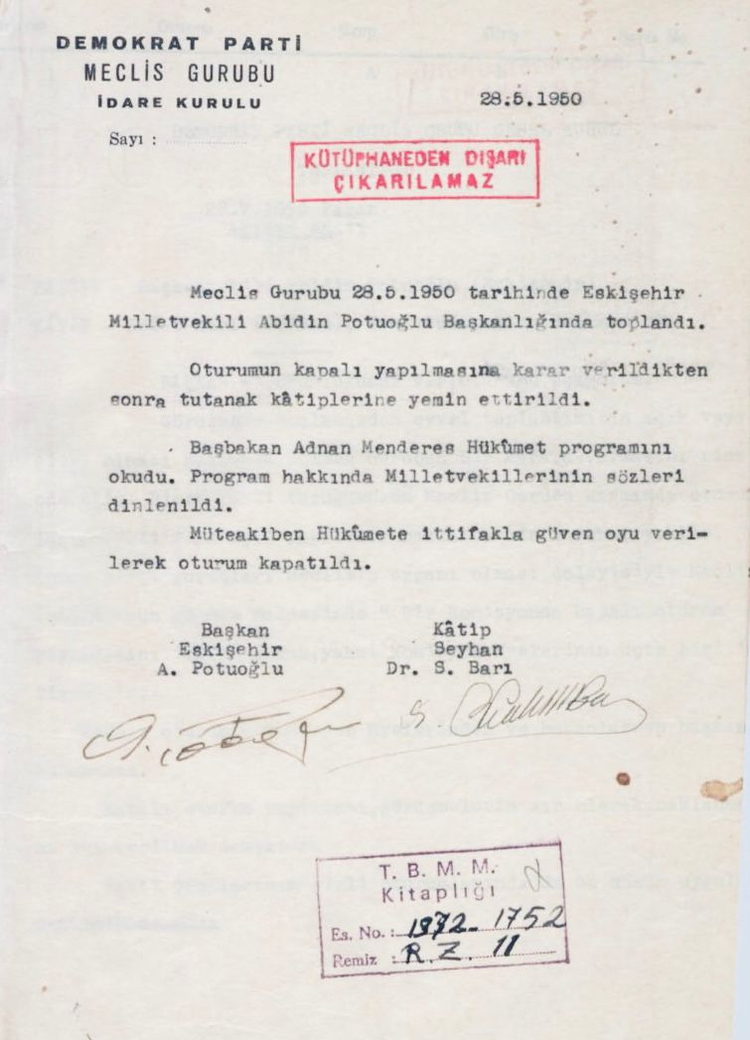 DEMOKRAT PARTİ
MECLİS GURUBU
İDARE KURULU
28.5.1950
Sayı :
KÜTÜPHANEDEN DIŞARI
ÇIKARILAMAZ
Meclis Gurubu 28.5.1950 tarihinde Eskişehir
Milletvekili Abidin Potuoğlu Başkanlığında toplandı.
Oturumun kapalı yapılmasına karar verildikten
sonra tutanak kâtiplerine yemin ettirildi.
Başbakan Adnan Menderes Hükûmet programını
okudu. Program hakkında Milletvekillerinin sözleri
dinlenildi.
Müteakiben Hükûmete ittifakla güven oyu veri-
lerek oturum kapatıldı.
Başkan Kâtip
Eskişehir Seyhan
A. Potuoğlu Dr. S. Barı
T. B. M. M.
Kitaplığı
Es. No. : 1972-1752
Remiz : R. Z. 11